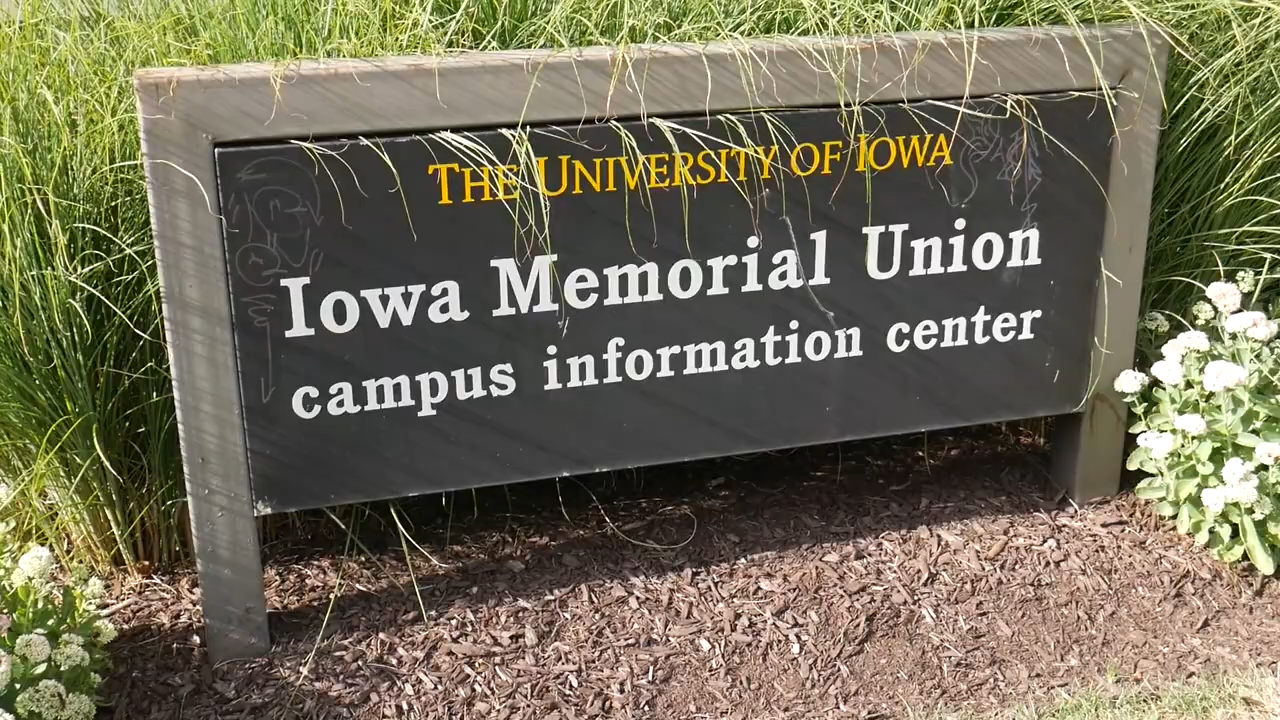 THE UNIVERSITY OF IOWA
Iowa Memorial Union
campus information center